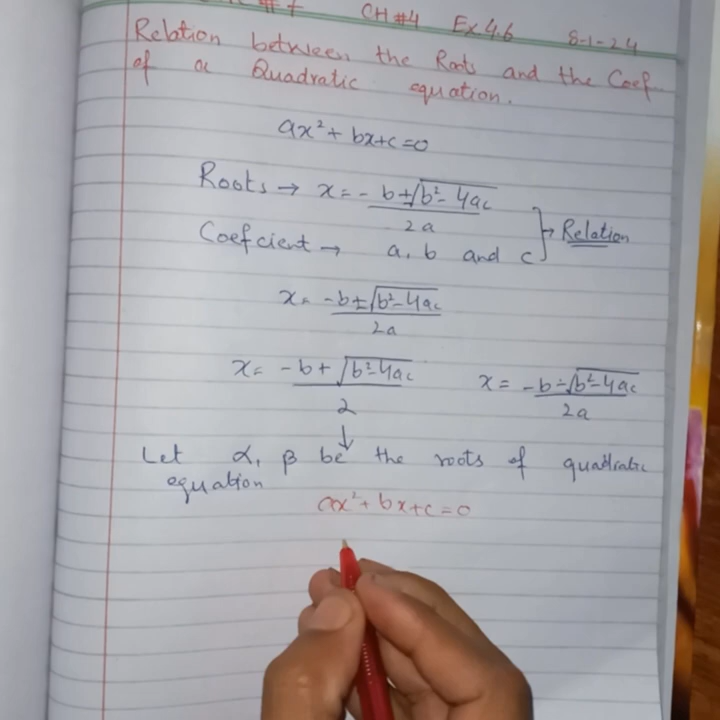 #7 CH#4 Ex 4.6 8-1-24
Relation between the Roots and the Coef
of a Quadratic equation.
ax² + bx+c=0
Roots → x = -b±√b²-4ac / 2a
Coefcient → a, b and c } → Relation
x = -b±√b²-4ac / 2a
x = -b+√b²-4ac / 2 x = -b-√b²-4ac / 2a
↓
Let α, β be the roots of quadratic
equation
ax² + bx+c=0